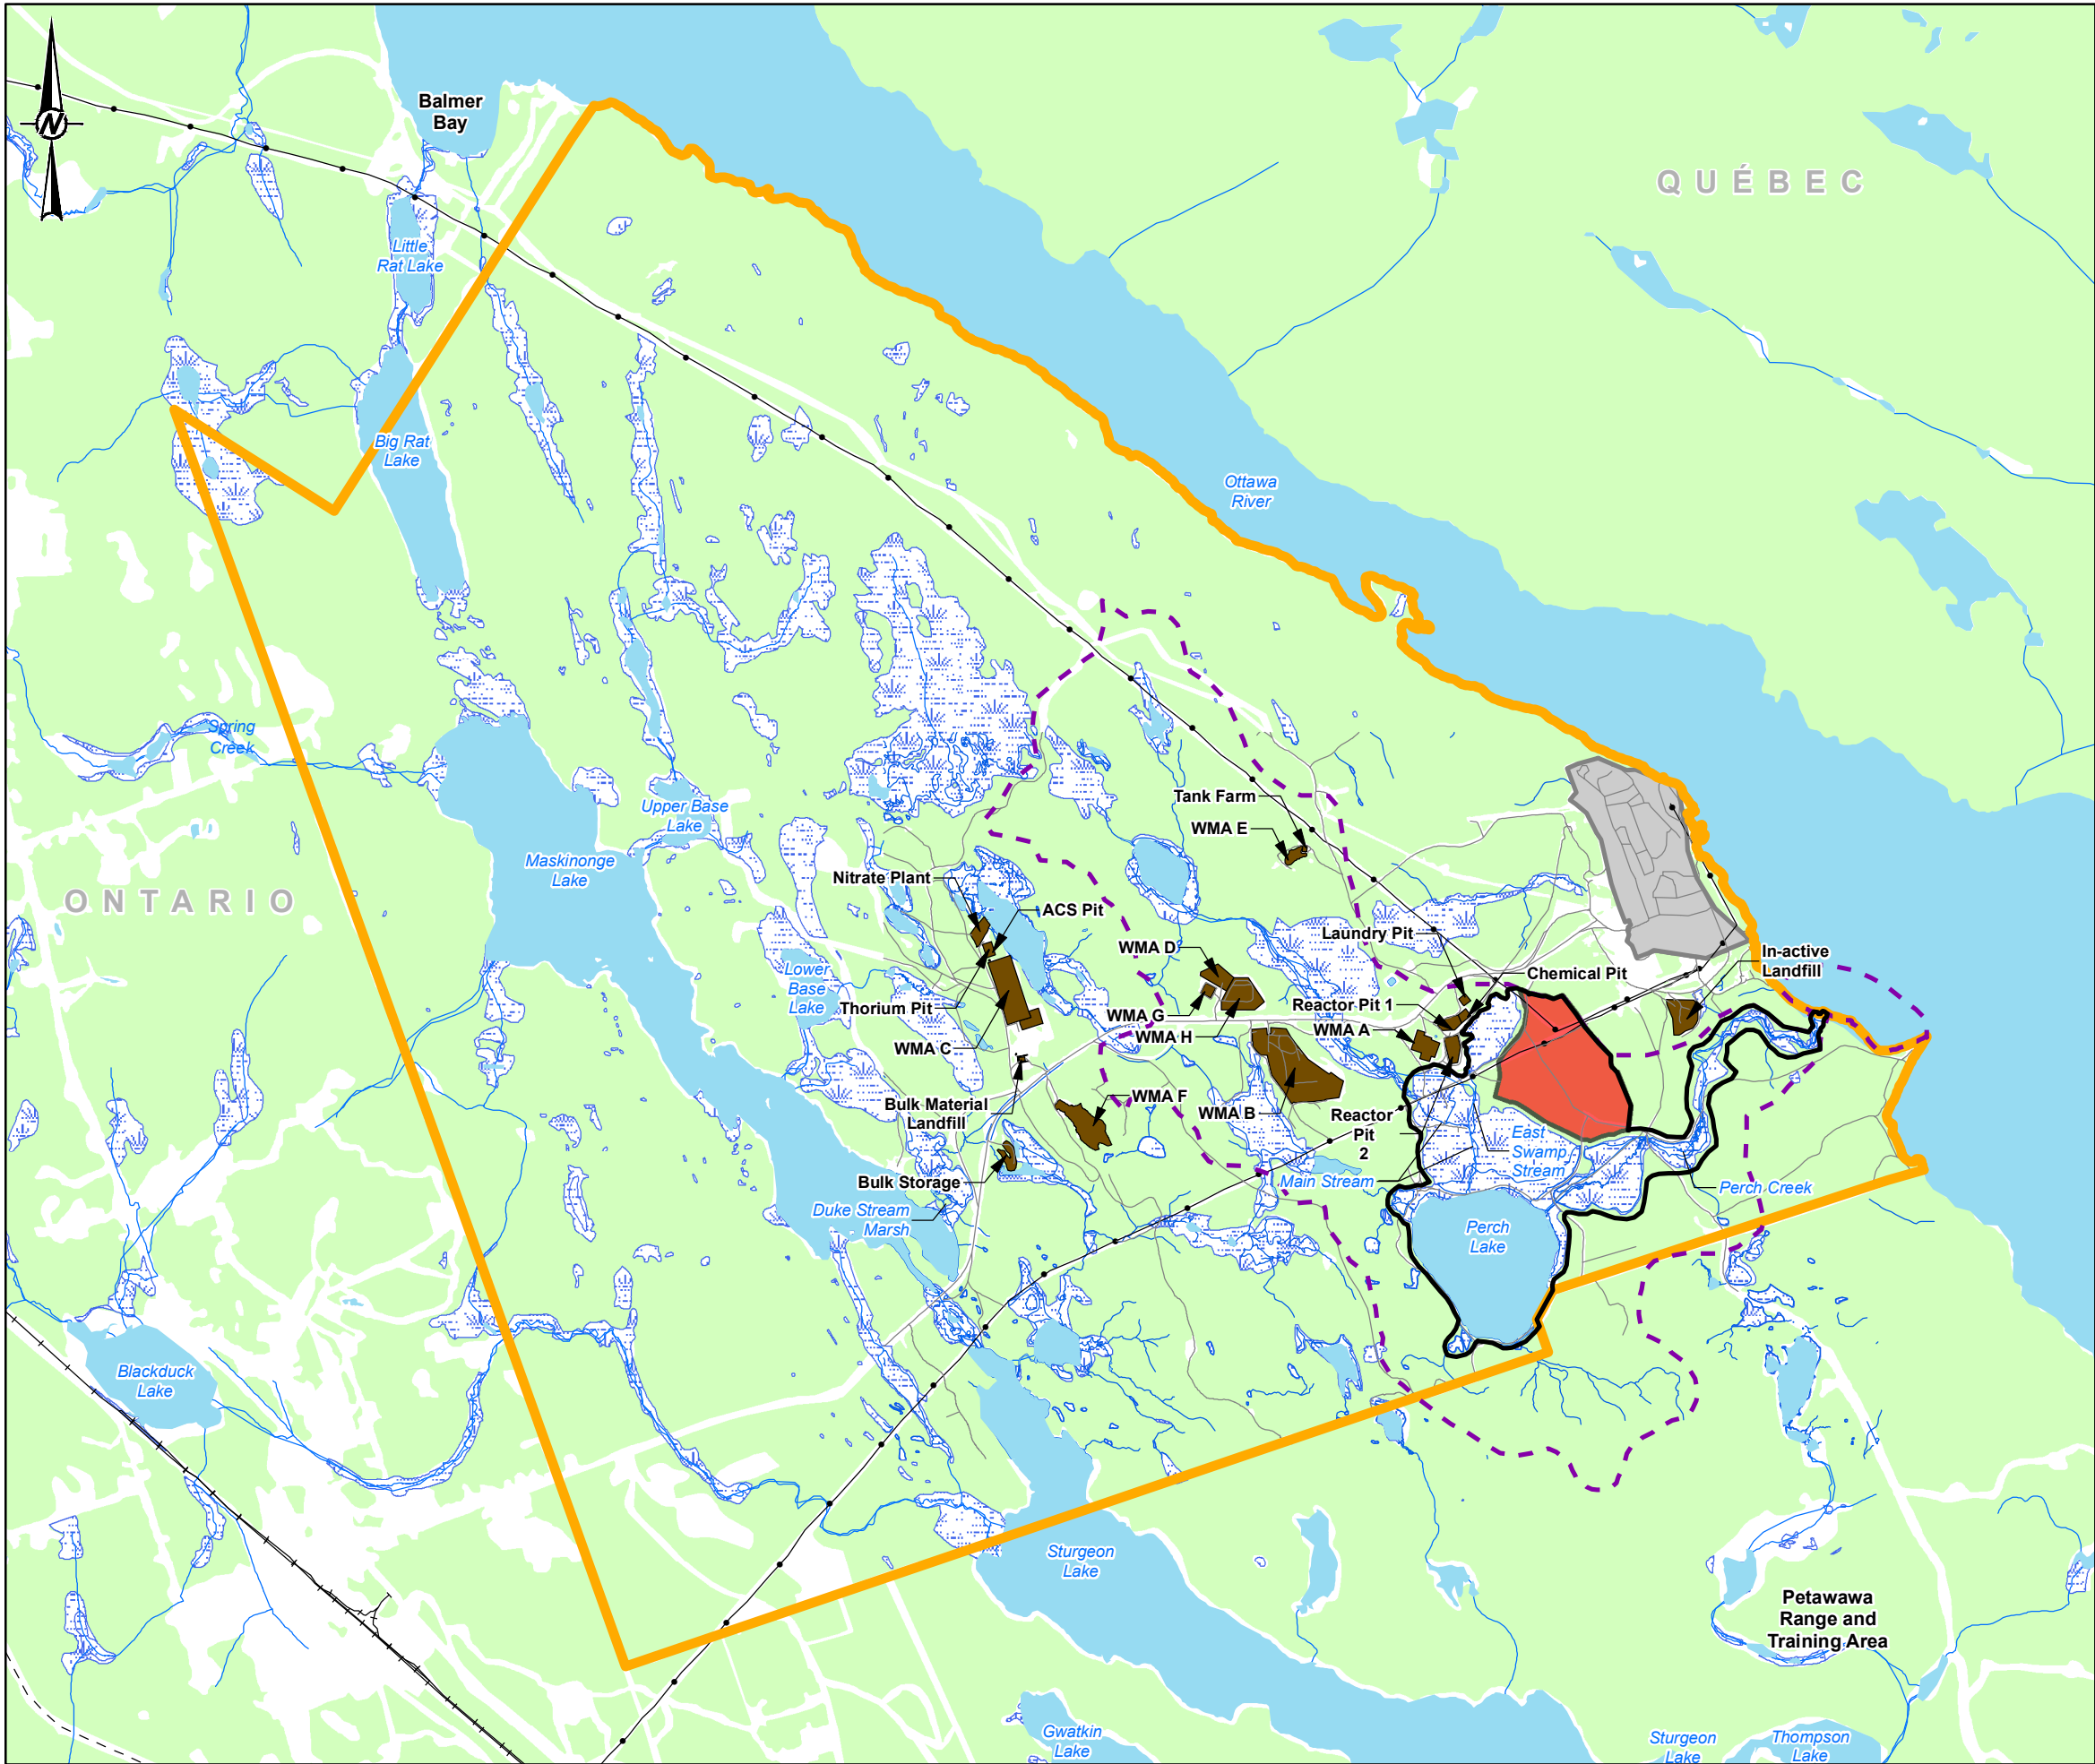 Balmer
Bay
N
QUÉBEC
Little
Rat Lake
Big Rat
Lake
Ottawa
River
Spring
Creek
Upper Base
Lake
Tank Farm
WMA E
Maskinonge
Lake
ONTARIO
Nitrate Plant
ACS Pit
Laundry Pit
WMA D
In-active
Landfill
Chemical Pit
Lower
Base
Lake
Thorium Pit
Reactor Pit 1
WMA G
WMA A
WMA H
WMA C
WMA F
Bulk Material
Landfill
WMA B
Reactor
Pit
2
East
Swamp
Stream
Bulk Storage
Main Stream
Perch Creek
Duke Stream
Marsh
Perch
Lake
Blackduck
Lake
Sturgeon
Lake
Petawawa
Range and
Training Area
Gwatkin
Lake
Sturgeon
Lake
Thompson
Lake